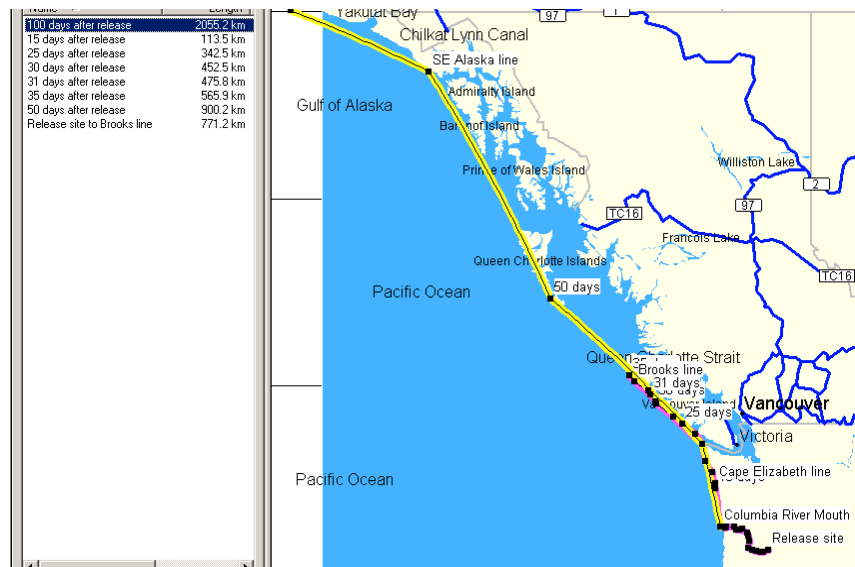 Length
100 days after release 2055.2 km
15 days after release 113.5 km
25 days after release 342.5 km
30 days after release 452.5 km
31 days after release 475.8 km
35 days after release 565.9 km
50 days after release 900.2 km
Release site to Brooks line 771.2 km
Yakutat Bay
97
1
Chilkat Lynn Canal
SE Alaska line
Admiralty Island
Gulf of Alaska
Baranof Island
Williston Lake
Prince of Wales Island
2
97
TC16
Francois Lake
Queen Charlotte Islands
TC16
50 days
Pacific Ocean
Queen Charlotte Strait
Brooks line
31 days
Vancouver Island
Vancouver
25 days
Victoria
Cape Elizabeth line
days
Pacific Ocean
Columbia River Mouth
Release site